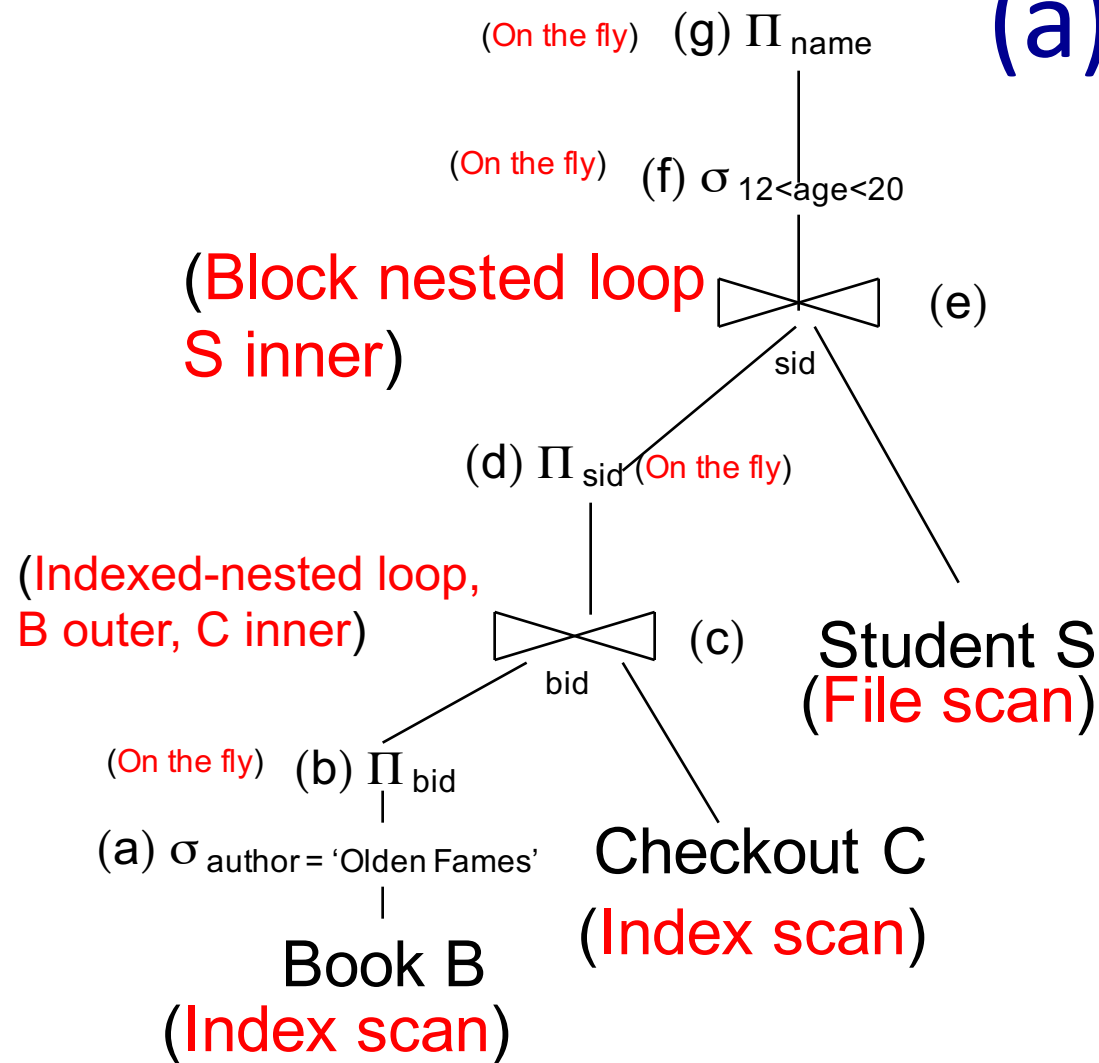 (a)
(On the fly) (g) Π name
(On the fly) (f) σ 12<age<20
(Block nested loop
S inner)
(e)
sid
(d) Π sid (On the fly)
(Indexed-nested loop,
B outer, C inner)
(c)
bid
Student S
(File scan)
(On the fly) (b) Π bid
(a) σ author = ‘Olden Fames’
Checkout C
(Index scan)
Book B
(Index scan)